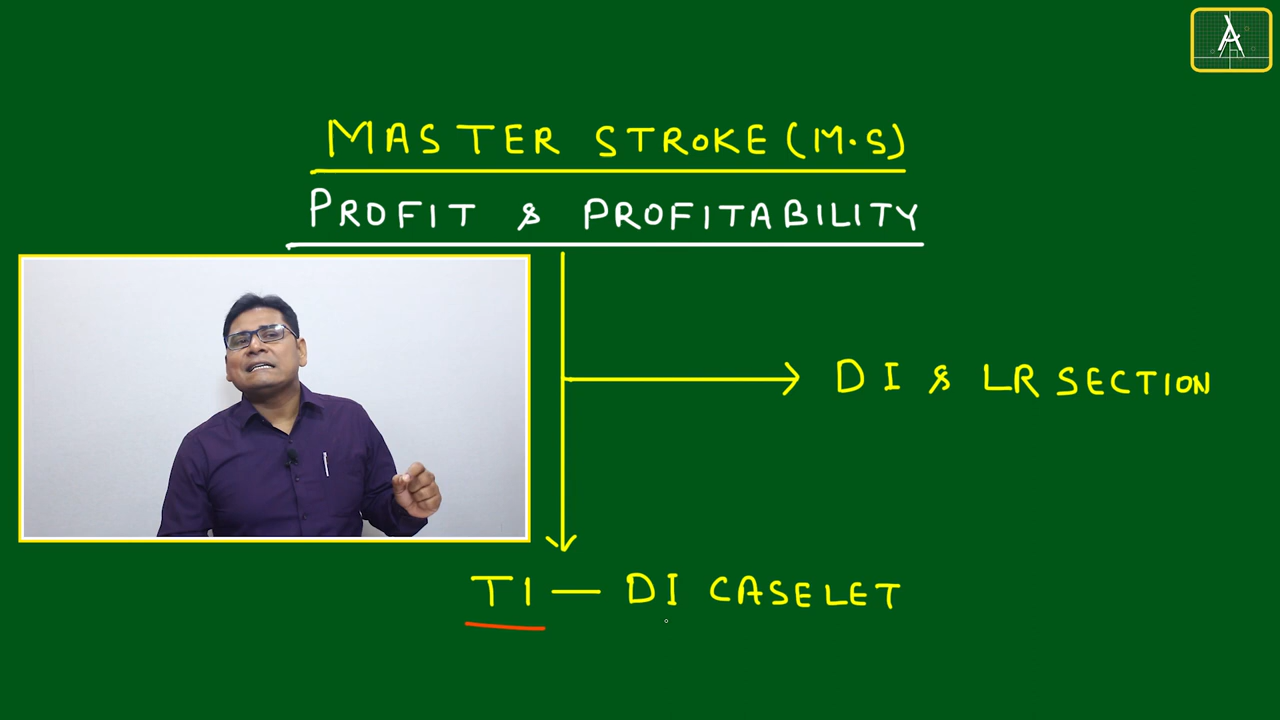 MASTER STROKE (M.S)
PROFIT & PROFITABILITY
DI & LR SECTION
T1 — DI CASELET